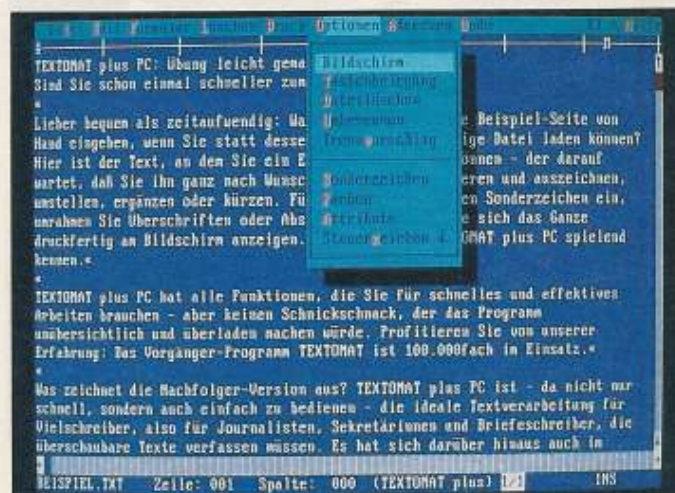 Optionen
TEXTOMAT plus PC: Übung leicht gema
Sind Sie schon einmal schneller zum
Bildschirm
Lieber bequem als zeitaufwendig: Wa e Beispiel-Seite von
Hand eingeben, wenn Sie statt desse ige Datei laden können?
Hier ist der Text, an dem Sie ein E onnen - der darauf
wartet, daß Sie ihn ganz nach Wunsc eren und auszeichnen,
umstellen, ergänzen oder kürzen. Fü en Sonderzeichen ein,
umrahmen Sie Überschriften oder Abs e sich das Ganze
druckfertig am Bildschirm anzeigen. OMAT plus PC spielend
kennen.«
Sonderzeichen
Farben
Attribute
Steuerzeichen
TEXTOMAT plus PC hat alle Funktionen, die Sie für schnelles und effektives
Arbeiten brauchen - aber keinen Schnickschnack, der das Programm
unübersichtlich und überladen machen würde. Profitieren Sie von unserer
Erfahrung: Das Vorgänger-Programm TEXTOMAT ist 100.000fach im Einsatz.«
Was zeichnet die Nachfolger-Version aus? TEXTOMAT plus PC ist - da nicht nur
schnell, sondern auch einfach zu bedienen - die ideale Textverarbeitung für
Vielschreiber, also für Journalisten, Sekretärinnen und Briefeschreiber, die
überschaubare Texte verfassen müssen. Es hat sich darüber hinaus auch im
BEISPIEL.TXT Zeile: 001 Spalte: 000 (TEXTOMAT plus) 1/1 INS